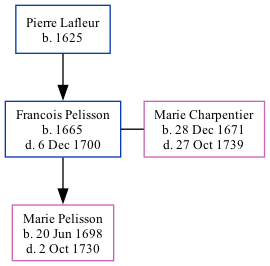 Pierre Lafleur
b. 1625
Francois Pelisson
b. 1665
d. 6 Dec 1700
Marie Charpentier
b. 28 Dec 1671
d. 27 Oct 1739
Marie Pelisson
b. 20 Jun 1698
d. 2 Oct 1730